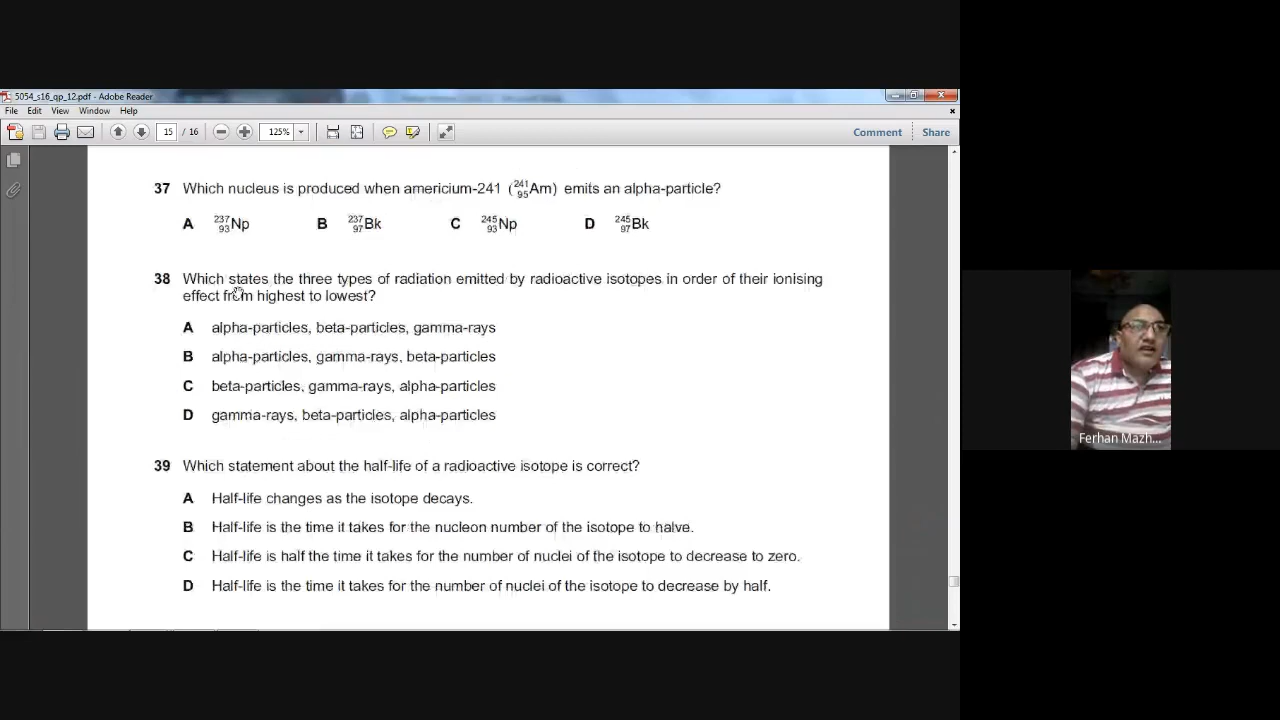 5054_s16_qp_12.pdf - Adobe Reader
File Edit View Window Help
15 / 16 125% Comment Share
37 Which nucleus is produced when americium-241 (²⁴¹₉₅Am) emits an alpha-particle?
A ²³⁷₉₃Np B ²³⁷₉₇Bk C ²⁴⁵₉₃Np D ²⁴⁵₉₇Bk
38 Which states the three types of radiation emitted by radioactive isotopes in order of their ionising
effect from highest to lowest?
A alpha-particles, beta-particles, gamma-rays
B alpha-particles, gamma-rays, beta-particles
C beta-particles, gamma-rays, alpha-particles
D gamma-rays, beta-particles, alpha-particles
39 Which statement about the half-life of a radioactive isotope is correct?
A Half-life changes as the isotope decays.
B Half-life is the time it takes for the nucleon number of the isotope to halve.
C Half-life is half the time it takes for the number of nuclei of the isotope to decrease to zero.
D Half-life is the time it takes for the number of nuclei of the isotope to decrease by half.
Ferhan Mazh...